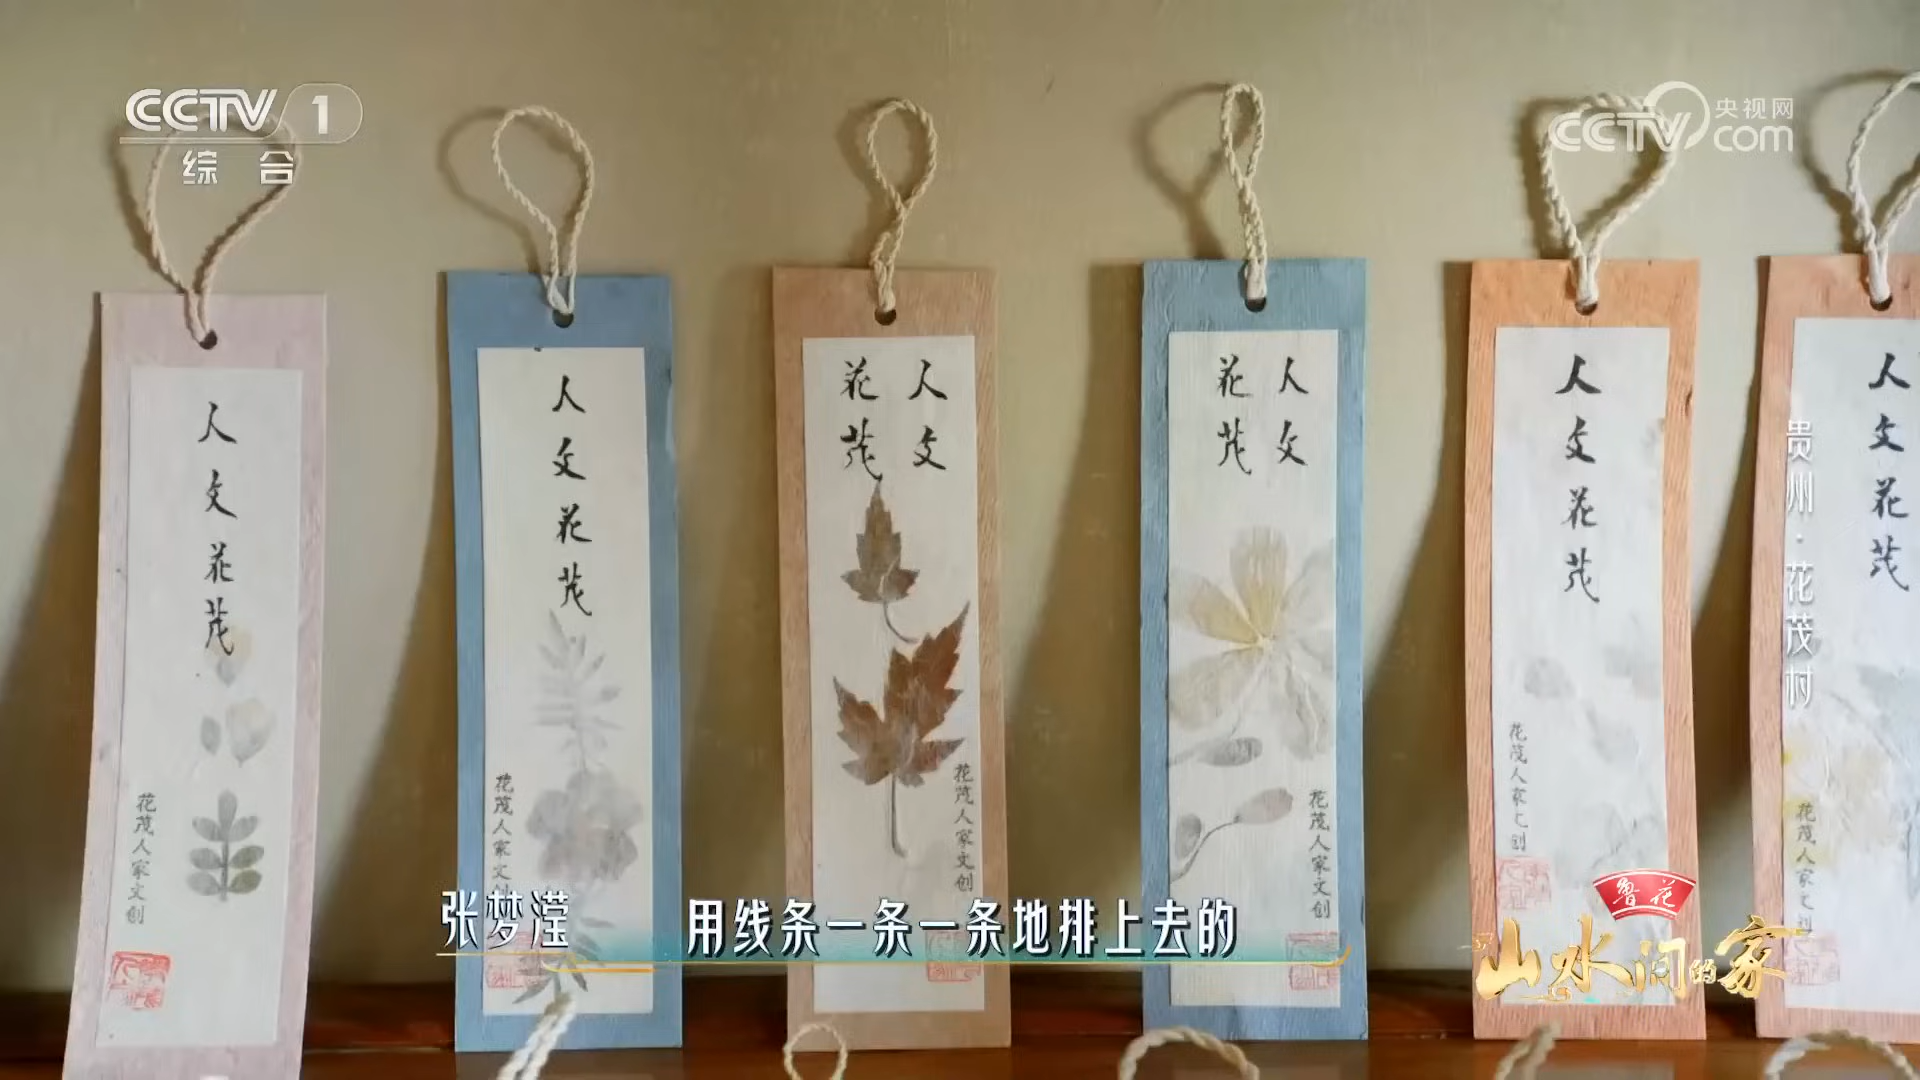 CCTV 1
综合
央视网
CCTV.com
人文花茂
花茂人家文创
人文花茂
花茂人家文创
人文
花茂
花茂人家文创
人文
花茂
花茂人家文创
人文花茂
花茂人家文创
人文花茂
花茂人家文创
贵州·花茂村
张梦滢
用线条一条一条地排上去的
鲁花
山水间的家